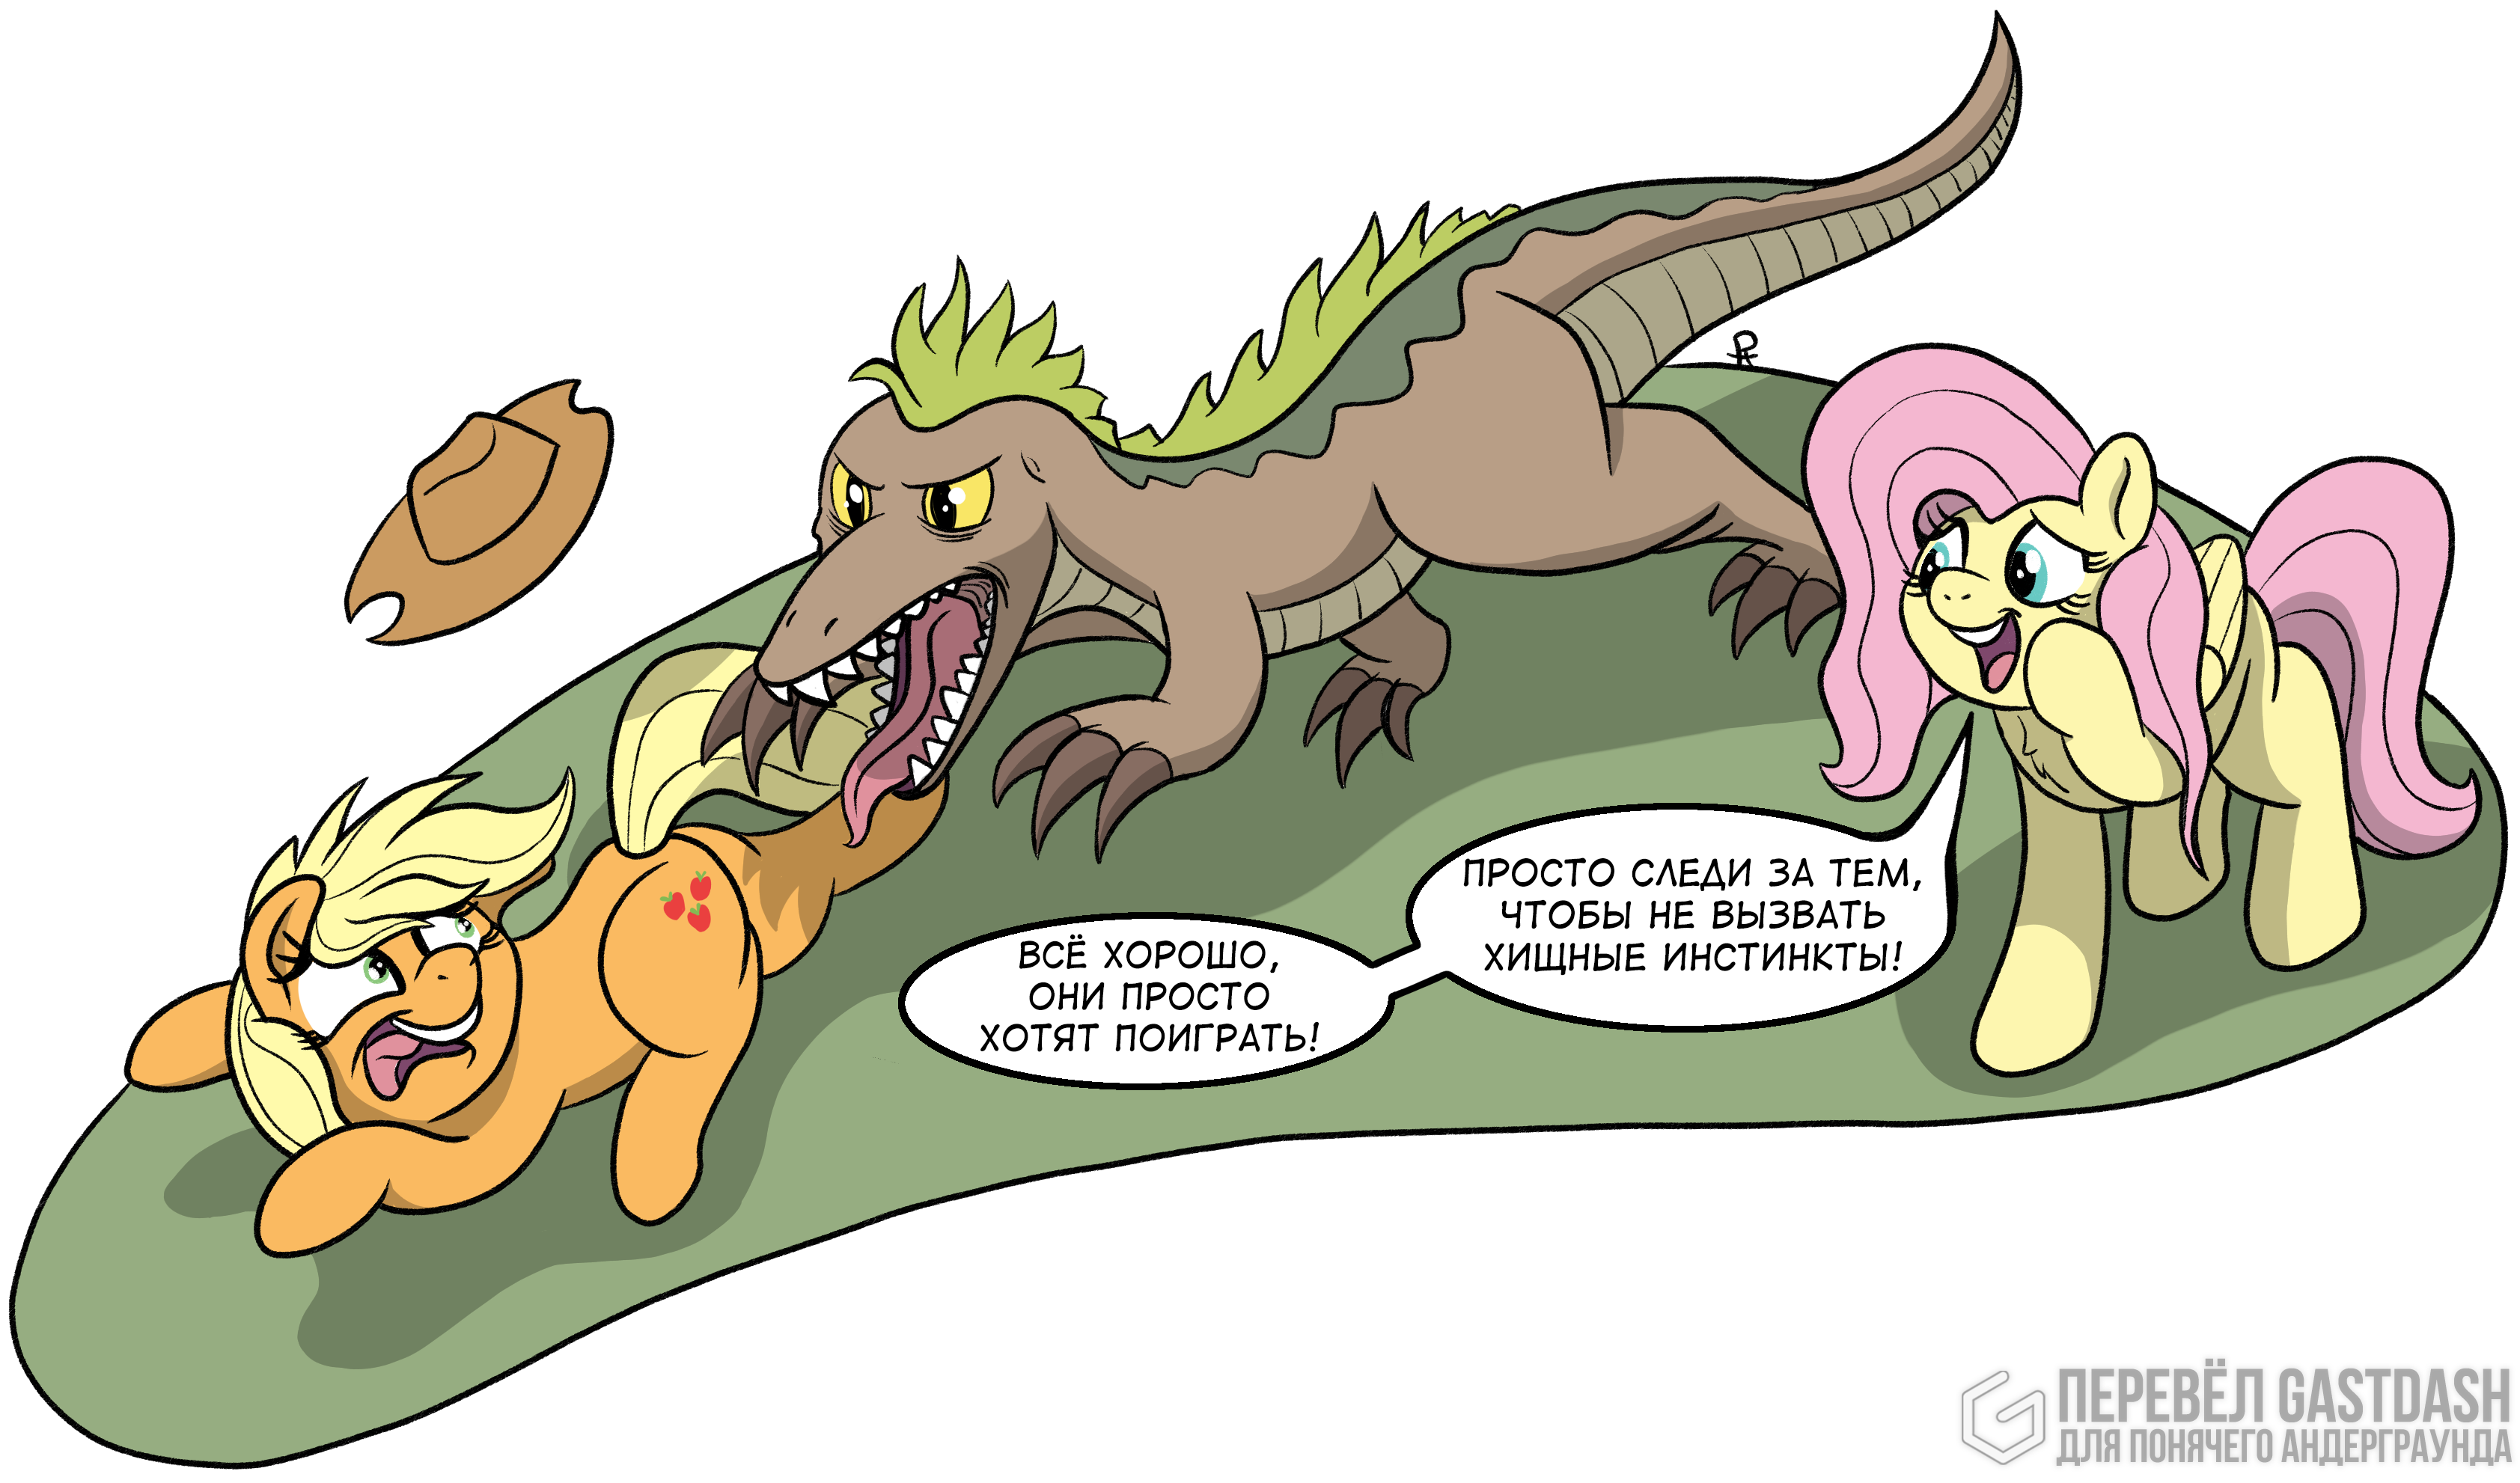 ВСЁ ХОРОШО,
ОНИ ПРОСТО
ХОТЯТ ПОИГРАТЬ!
ПРОСТО СЛЕДИ ЗА ТЕМ,
ЧТОБЫ НЕ ВЫЗВАТЬ
ХИЩНЫЕ ИНСТИНКТЫ!
ПЕРЕВЁЛ GASTDASH
ДЛЯ ПОНЯЧЕГО АНДЕРГРАУНДА